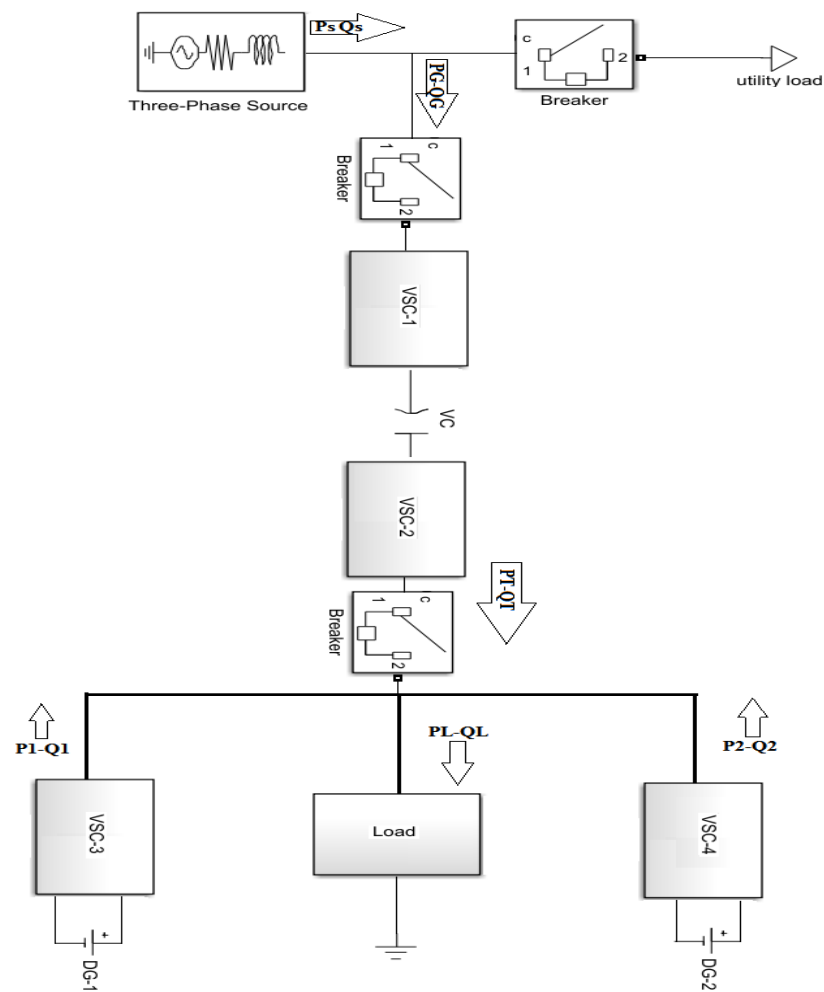 Ps Qs
Three-Phase Source
c
1
2
Breaker
utility load
PG-QG
1
c
2
Breaker
VSC-1
VC
VSC-2
PT-QT
1
c
2
Breaker
P1-Q1
PL-QL
P2-Q2
VSC-3
Load
VSC-4
+
DG-1
+
DG-2